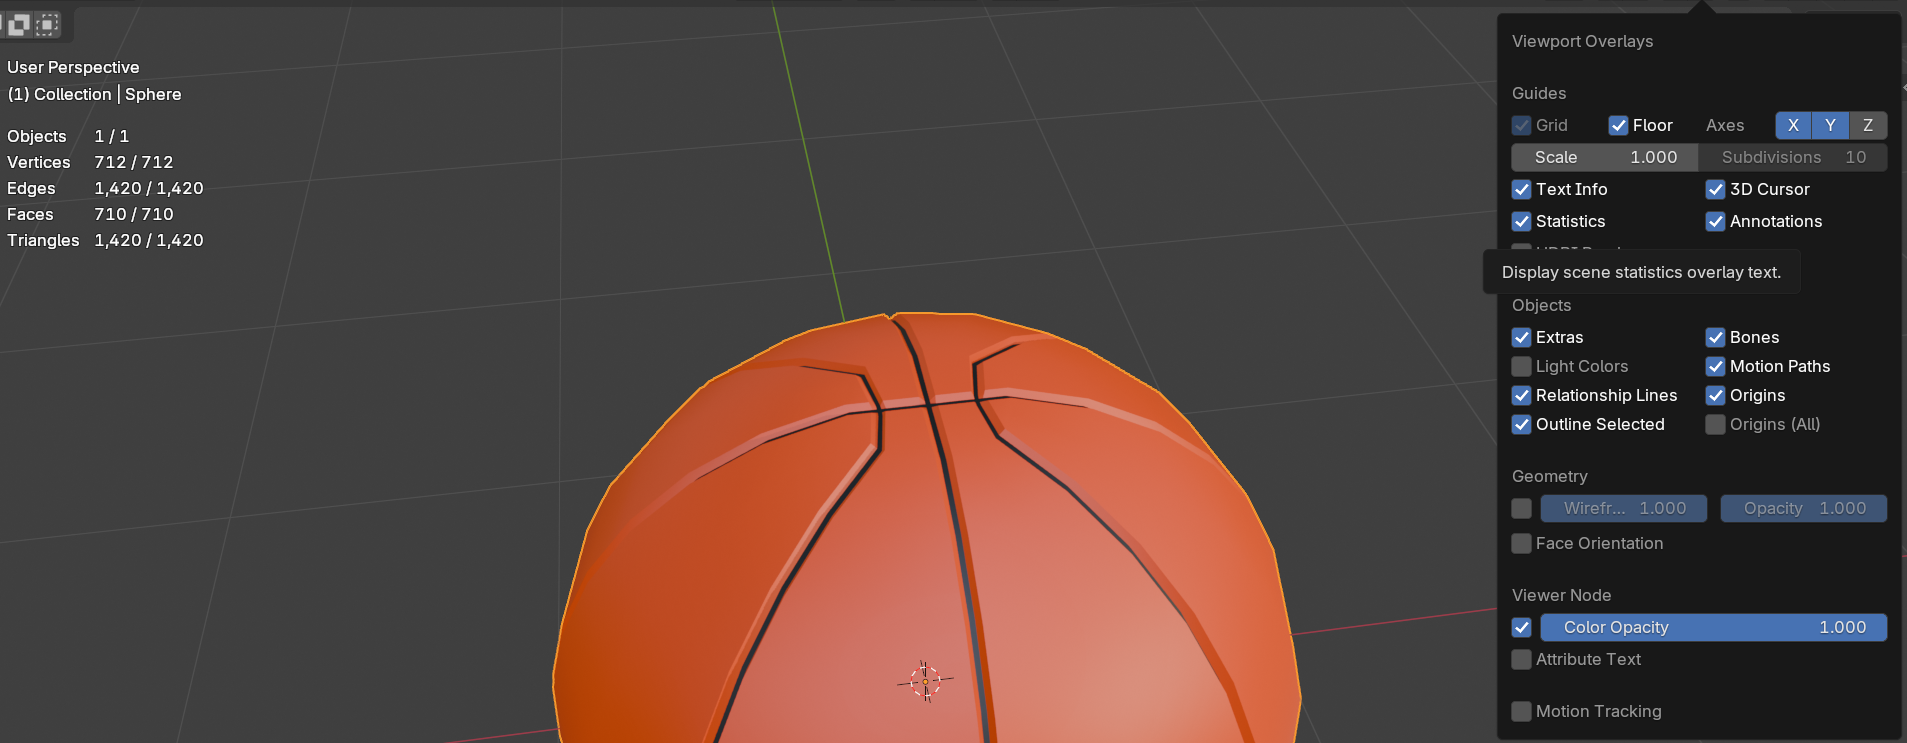 User Perspective
(1) Collection | Sphere
Objects 1 / 1
Vertices 712 / 712
Edges 1,420 / 1,420
Faces 710 / 710
Triangles 1,420 / 1,420
Viewport Overlays
Guides
Grid Floor Axes X Y Z
Scale 1.000 Subdivisions 10
Text Info 3D Cursor
Statistics Annotations
Display scene statistics overlay text.
Objects
Extras Bones
Light Colors Motion Paths
Relationship Lines Origins
Outline Selected Origins (All)
Geometry
Wirefr... 1.000 Opacity 1.000
Face Orientation
Viewer Node
Color Opacity 1.000
Attribute Text
Motion Tracking